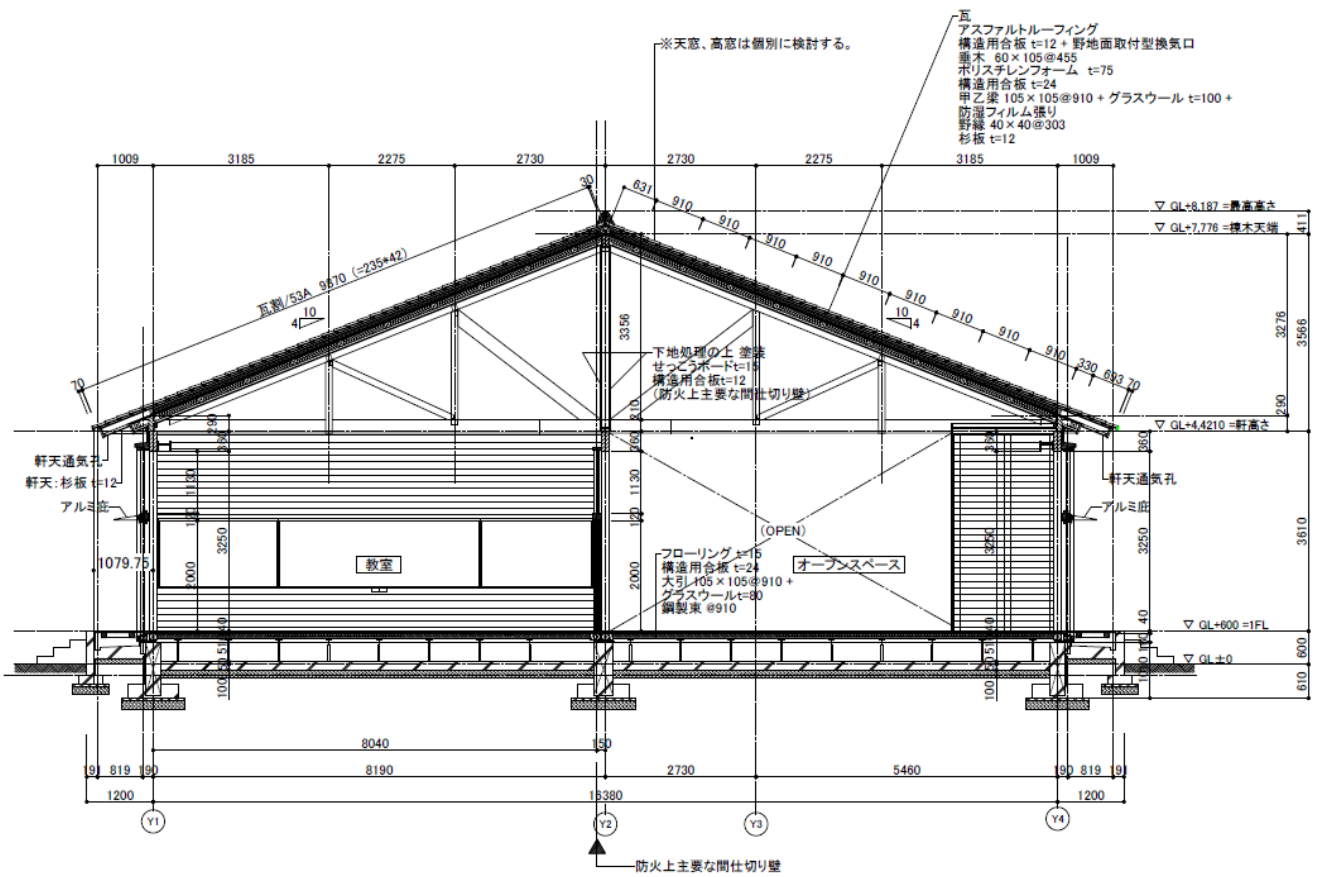 瓦
アスファルトルーフィング
構造用合板 t=12 + 野地面取付型換気口
垂木 60×105@455
ポリスチレンフォーム t=75
構造用合板 t=24
甲乙梁 105×105@910 + グラスウール t=100 +
防湿フィルム張り
野縁 40×40@303
杉板 t=12
※天窓、高窓は個別に検討する。
1009 3185 2275 2730 2730 2275 3185 1009
30 631 910 910 910 910 910 910 910 910 910 330 693 70
▽ GL+8,187 =最高高さ
411
▽ GL+7,776 =棟木天端
瓦割/53A 9870 (=235*42)
10
4
10
4
3356
3276
3566
下地処理の上 塗装
せっこうボードt=15
構造用合板t=12
(防火上主要な間仕切り壁)
70
290
210
290
▽ GL+4,4210 =軒高さ
360
360
360
360
軒天通気孔
軒天:杉板 t=12
アルミ庇
軒天通気孔
アルミ庇
1130
1130
120
120
3250
3250
3250
3610
(OPEN)
1079.75
2000
2000
教室
オープンスペース
フローリング t=15
構造用合板 t=24
大引 105×105@910 +
グラスウールt=80
鋼製束 @910
40
▽ GL+600 =1FL
600
▽ GL±0
100
100
610
8040 150
191 819 190 8190 2730 5460 190 819 191
1200 16380 1200
Y1 Y2 Y3 Y4
防火上主要な間仕切り壁